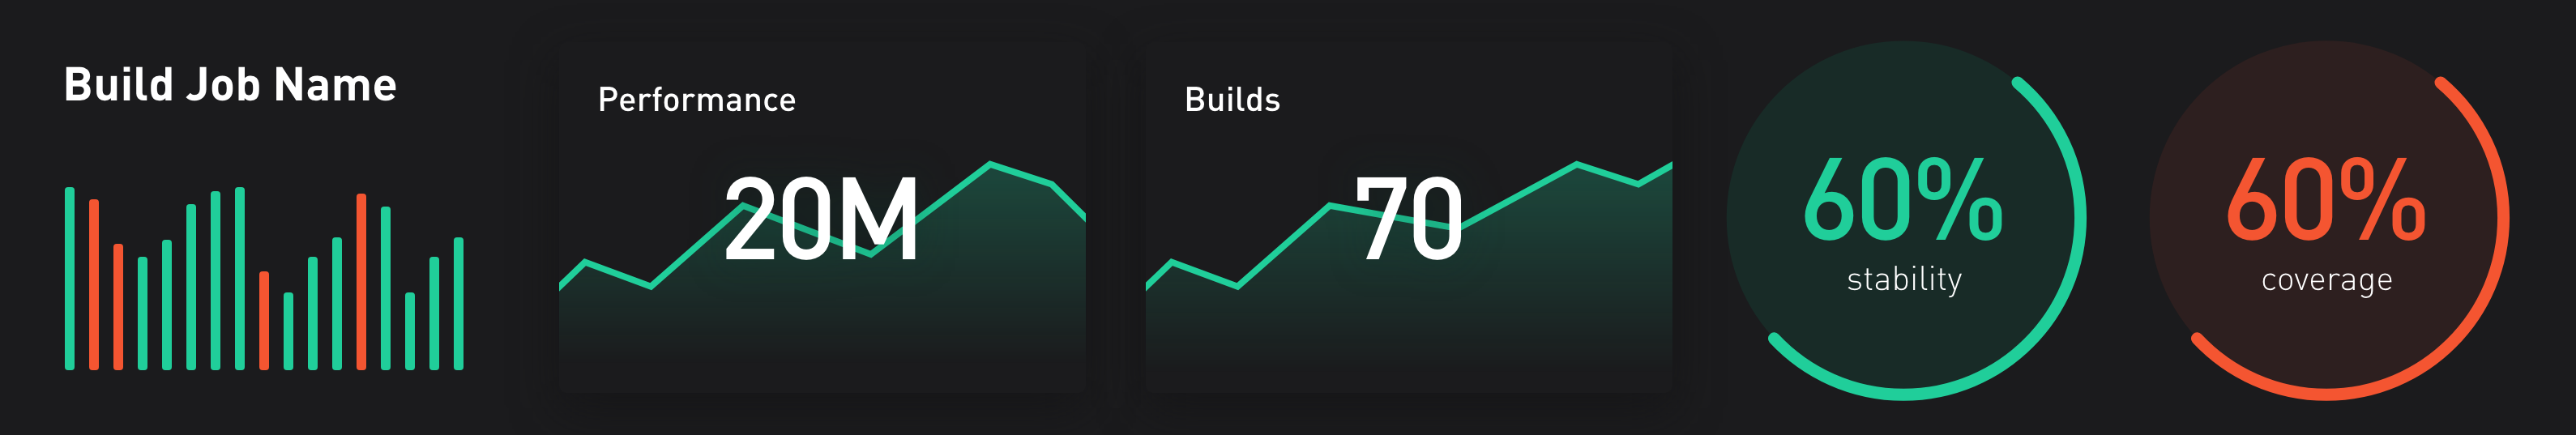 Build Job Name
Performance
20M
Builds
70
60%
stability
60%
coverage